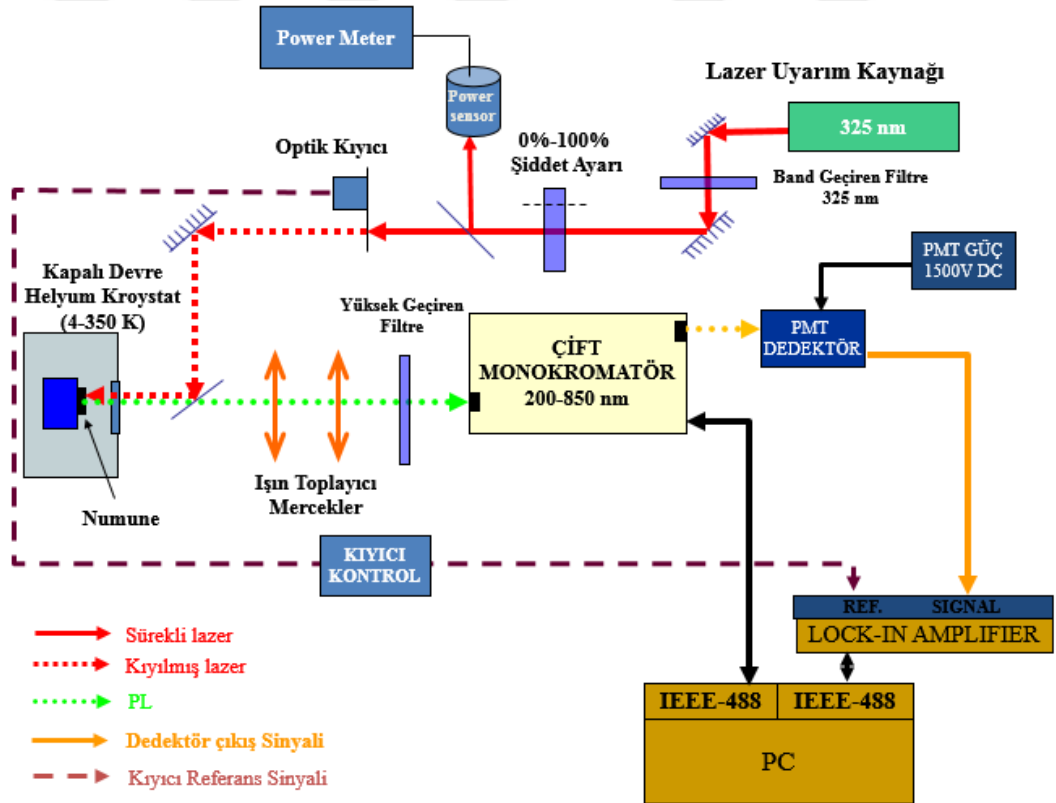 Power Meter
Lazer Uyarım Kaynağı
Power
sensor
325 nm
0%-100%
Şiddet Ayarı
Optik Kıyıcı
Band Geçiren Filtre
325 nm
PMT GÜÇ
1500V DC
Kapalı Devre
Helyum Kroystat
(4-350 K)
Yüksek Geçiren
Filtre
ÇİFT
MONOKROMATÖR
200-850 nm
PMT
DEDEKTÖR
Işın Toplayıcı
Mercekler
Numune
KIYICI
KONTROL
REF. SIGNAL
LOCK-IN AMPLIFIER
Sürekli lazer
Kıyılmış lazer
PL
Dedektör çıkış Sinyali
Kıyıcı Referans Sinyali
IEEE-488 IEEE-488
PC